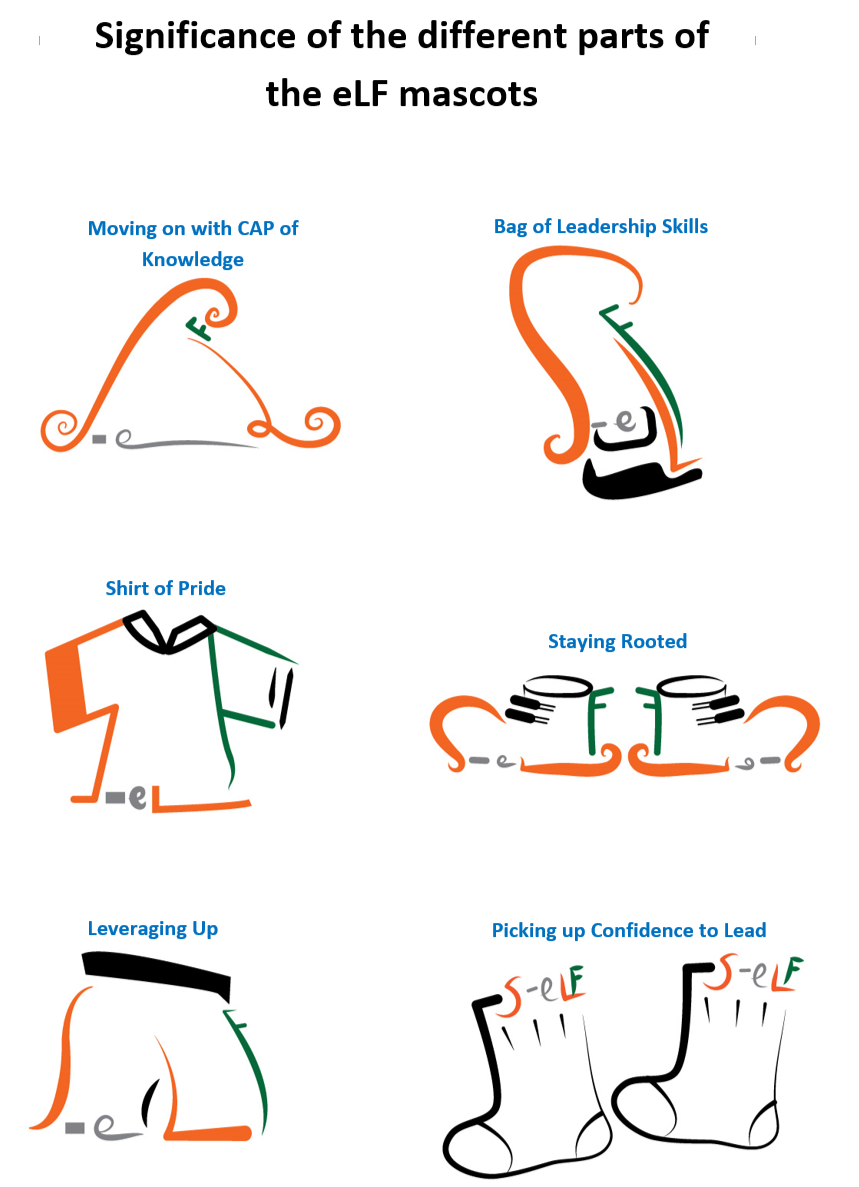 Significance of the different parts of
the eLF mascots
Moving on with CAP of
Knowledge
F
-e
Bag of Leadership Skills
F
-e
Shirt of Pride
-eL
Staying Rooted
F
-e
F
e-
Leveraging Up
F
-e
Picking up Confidence to Lead
S-eLF
S-eLF